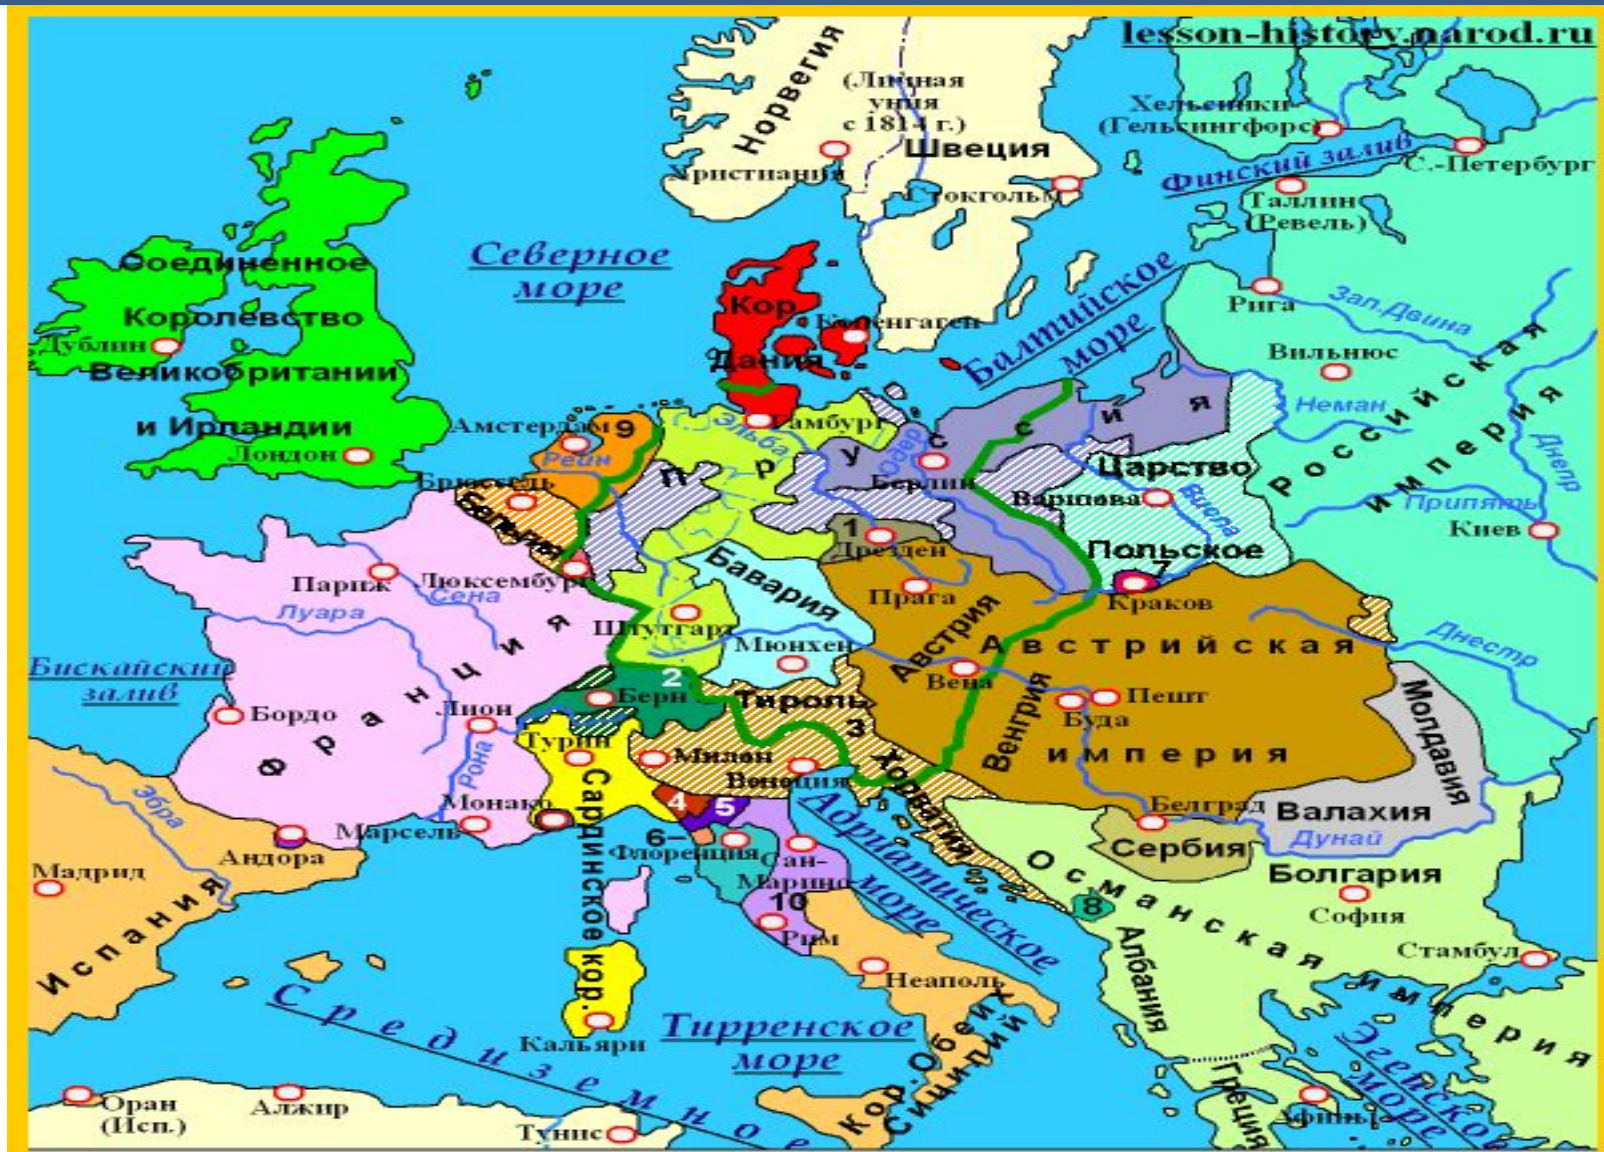 lesson-history.narod.ru
Норвегия
(Личная
уния
с 1814 г.)
Швеция
Христиания
Стокгольм
Хельсинки
(Гельсингфорс)
Финский залив
С.-Петербург
Таллин
(Ревель)
Соединенное
Королевство
Великобритании
и Ирландии
Дублин
Лондон
Северное
море
Кор.
Дания
Копенгаген
Балтийское
море
Рига
Зап.Двина
Вильнюс
Неман
Российская
империя
Днепр
Припять
Киев
Амстердам
9
Рейн
Брюссель
Бельгия
Гамбург
Эльба
Пруссия
Одер
Берлин
Царство
Варшава
Висла
Польское
1
Дрезден
7
Краков
Париж
Сена
Люксембург
Луара
Бавария
Прага
Штутгарт
Мюнхен
Австрия
Австрийская
Вена
Венгрия
Буда
Пешт
империя
Днестр
Молдавия
Бискайский
залив
Бордо
Франция
Лион
Рона
2
Берн
Тироль
3
Турин
Милан
Венеция
Хорватия
Монако
Марсель
Андора
Эбра
Мадрид
Испания
Сардинское кор.
4
5
6–
Флоренция
Сан-
Марино
10
Рим
Адриатическое
море
Белград
Валахия
Дунай
Сербия
Болгария
София
8
Османская империя
Албания
Стамбул
Неаполь
Кор.Обеих
Сицилий
Кальяри
Тирренское
море
Средиземное
Греция
Афины
Эгейское
море
Оран
(Исп.)
Алжир
Тунис